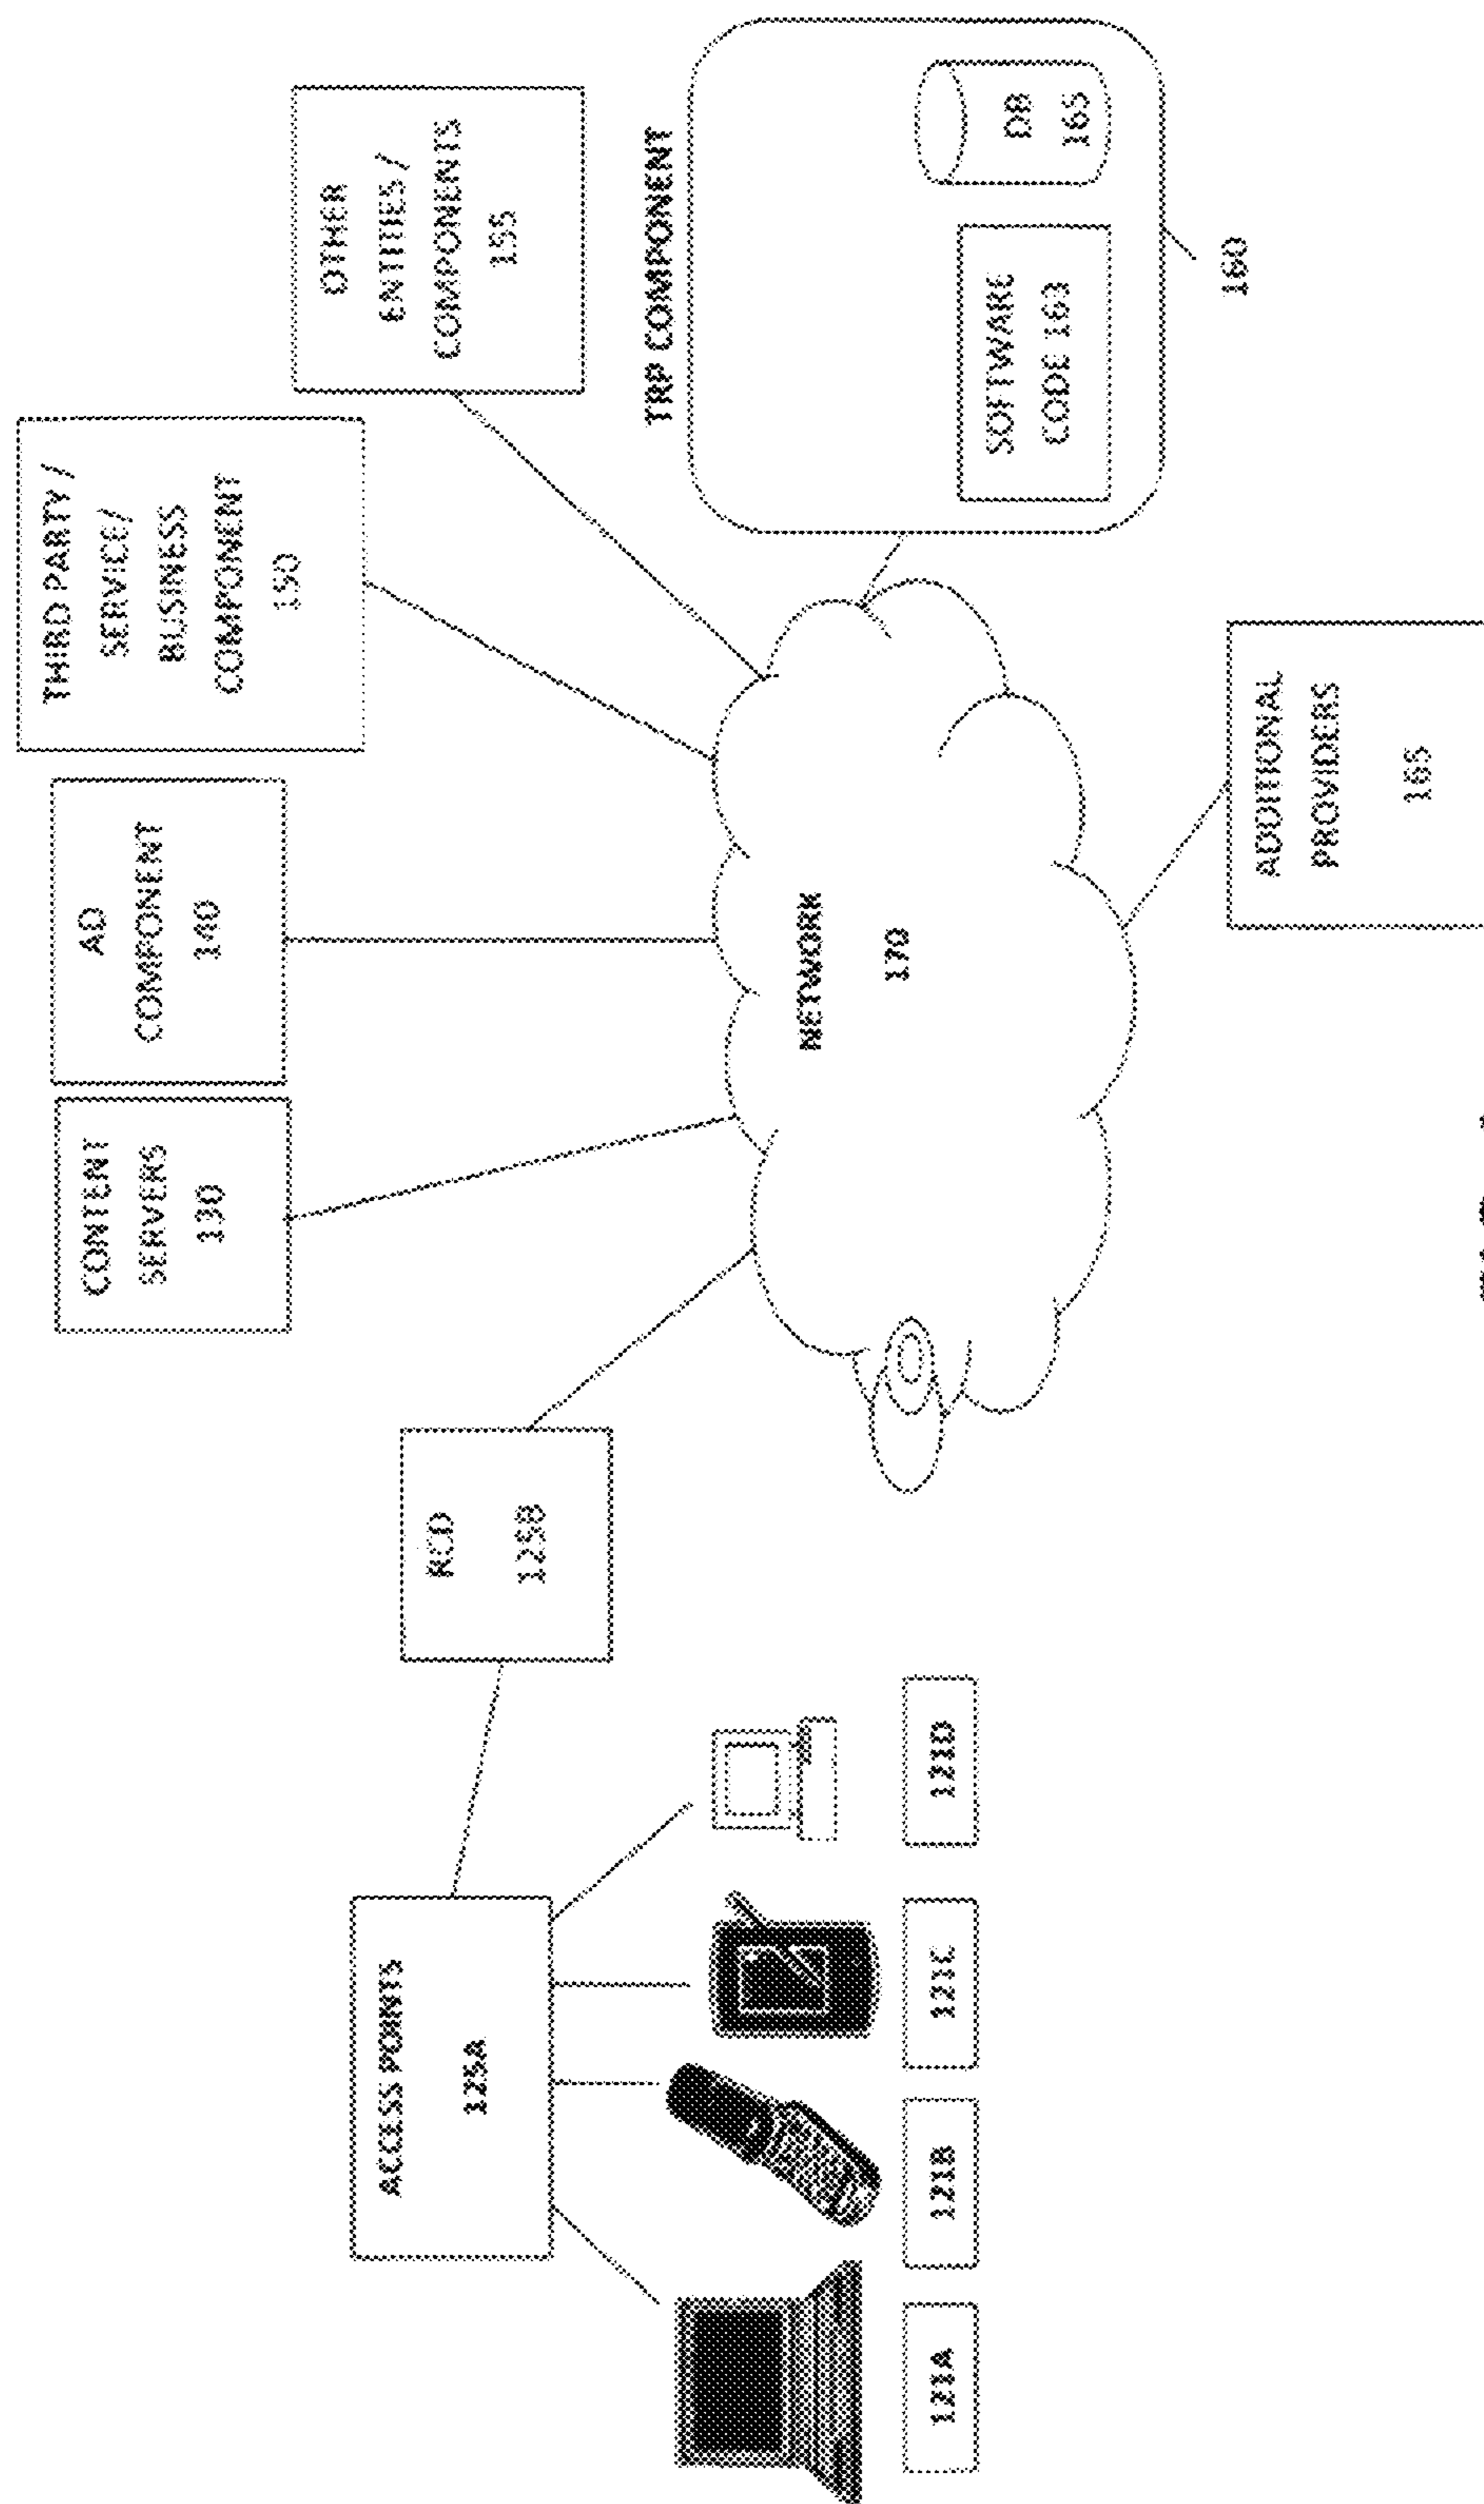 THIRD PARTY /
SERVICE/
BUSINESS
COMPONENT
150
OTHER
ENTITIES /
COMPONENTS
155
AD
COMPONENT
140
CONTENT
SERVERS
130
RCD
125B
ACCESS POINTS
125A
TRP COMPONENT
SOFTWARE
CODE 163
DB
165
160
NETWORK
170
121A
121B
121C
121D
ADDITIONAL
PROVIDERS
165